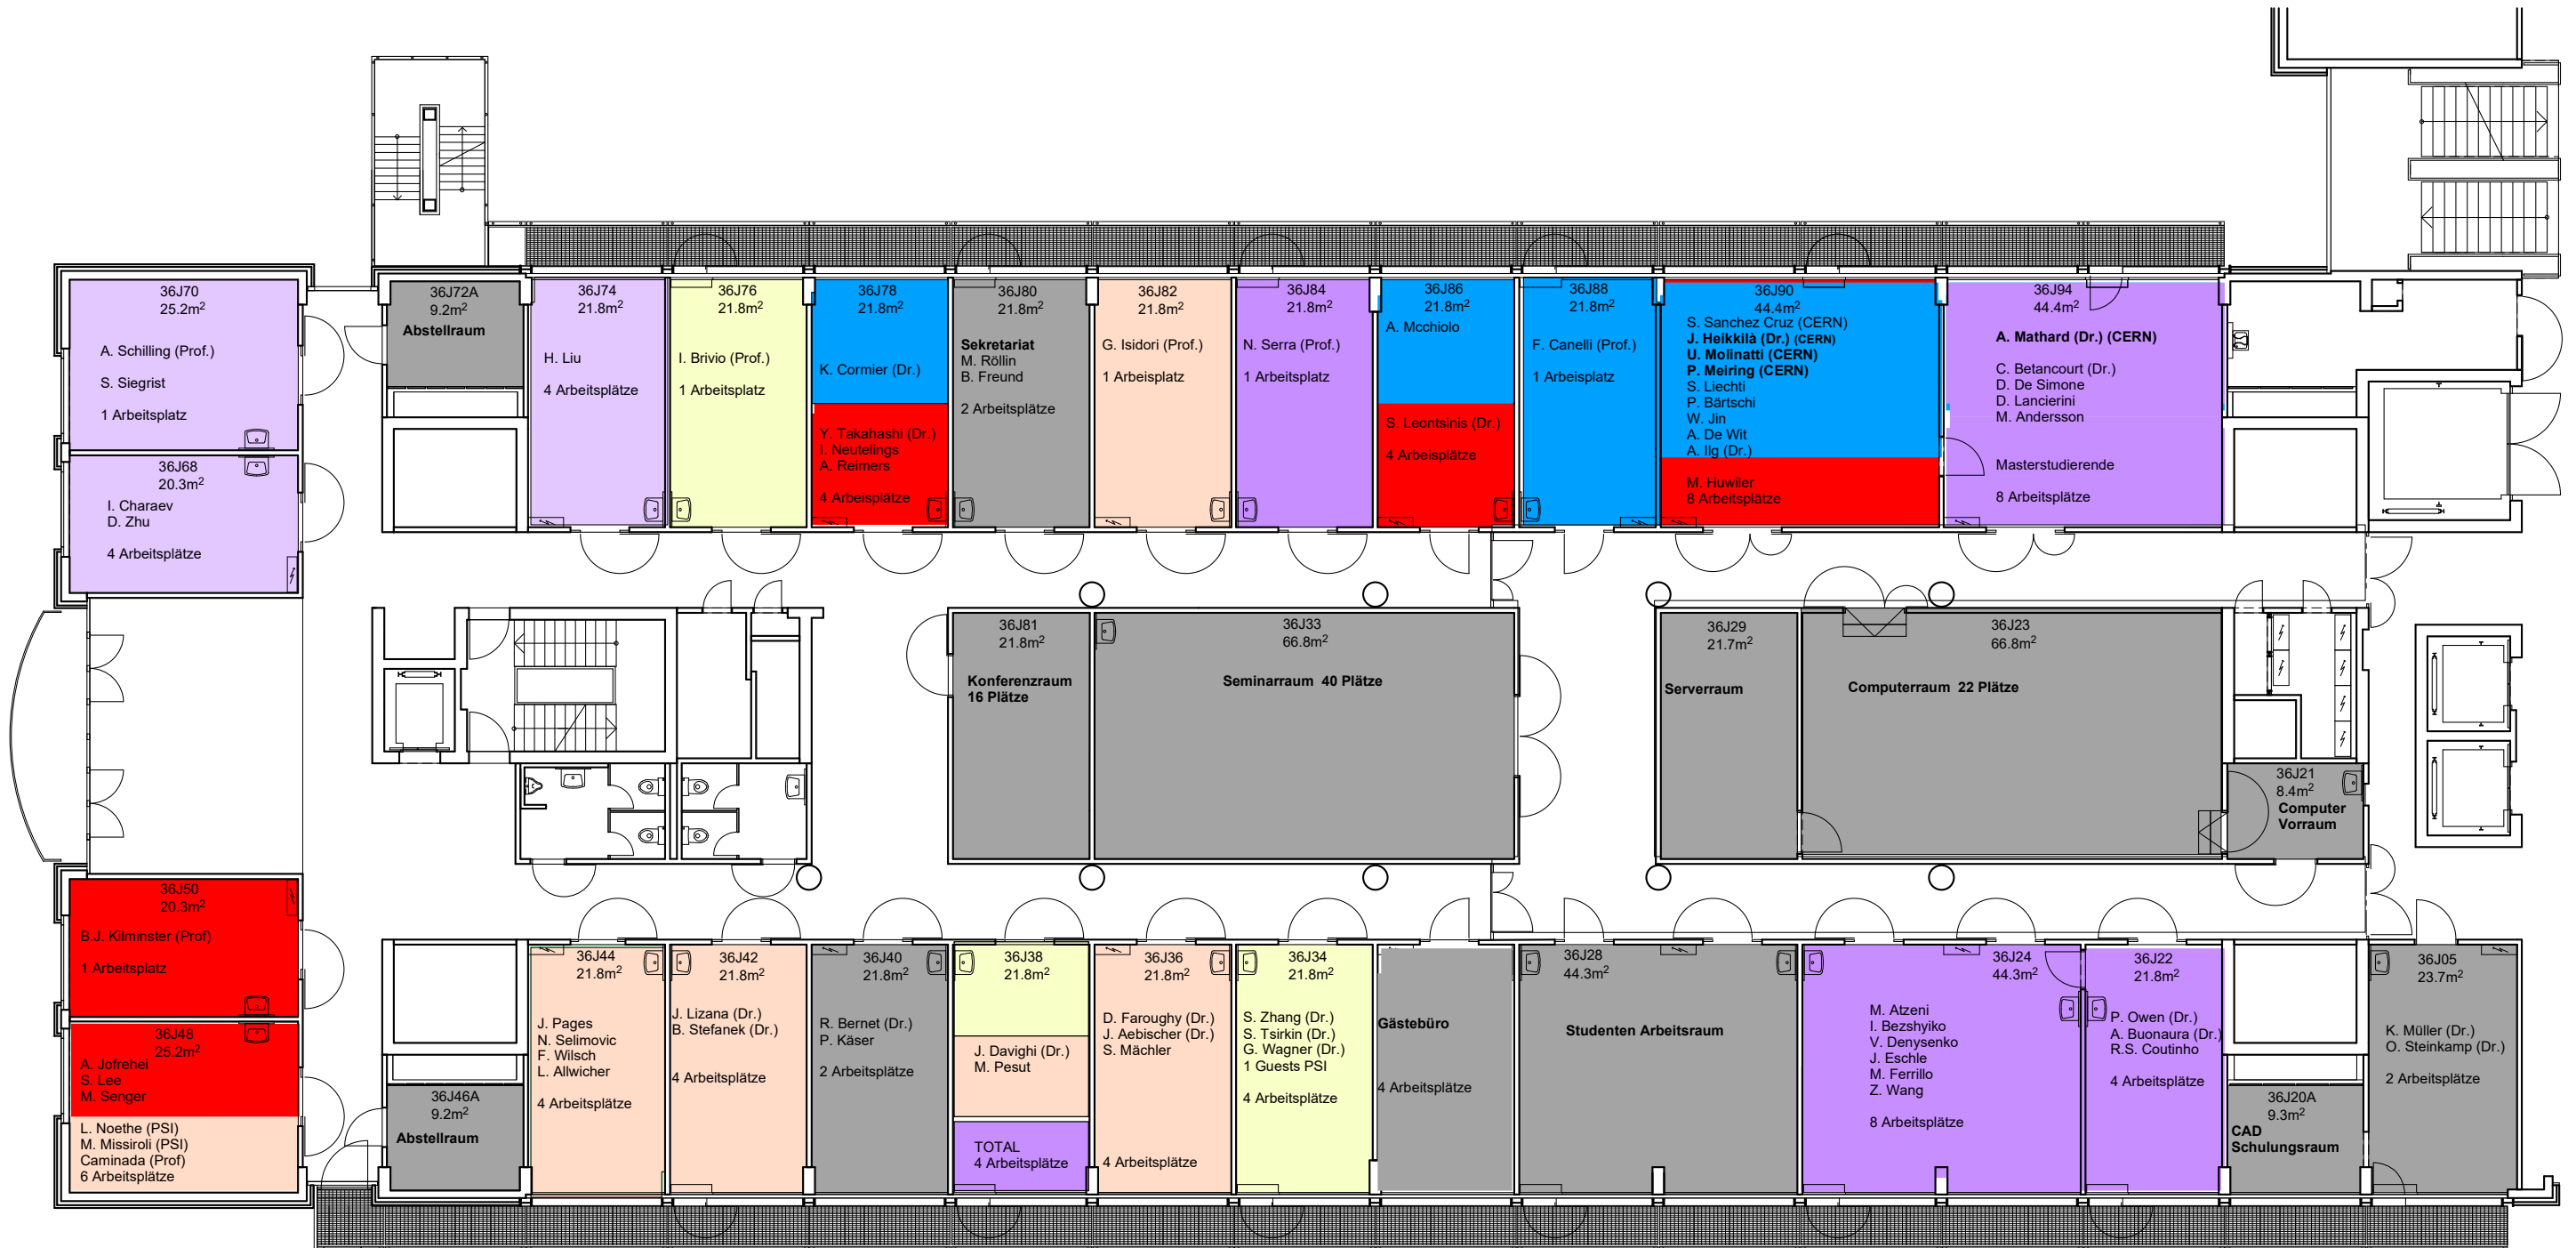 36J70
25.2m²
A. Schilling (Prof.)
S. Siegrist
1 Arbeitsplatz
36J68
20.3m²
I. Charaev
D. Zhu
4 Arbeitsplätze
36J72A
9.2m²
Abstellraum
36J74
21.8m²
H. Liu
4 Arbeitsplätze
36J76
21.8m²
I. Brivio (Prof.)
1 Arbeitsplatz
36J78
21.8m²
K. Cormier (Dr.)
Y. Takahashi (Dr.)
I. Neutelings
A. Reimers
4 Arbeisplätze
36J80
21.8m²
Sekretariat
M. Röllin
B. Freund
2 Arbeitsplätze
36J82
21.8m²
G. Isidori (Prof.)
1 Arbeisplatz
36J84
21.8m²
N. Serra (Prof.)
1 Arbeitsplatz
36J86
21.8m²
A. Mcchiolo
S. Leontsinis (Dr.)
4 Arbeisplätze
36J88
21.8m²
F. Canelli (Prof.)
1 Arbeisplatz
36J90
44.4m²
S. Sanchez Cruz (CERN)
J. Heikkilà (Dr.) (CERN)
U. Molinatti (CERN)
P. Meiring (CERN)
S. Liechti
P. Bärtschi
W. Jin
A. De Wit
A. Ilg (Dr.)
M. Huwiler
8 Arbeitsplätze
36J94
44.4m²
A. Mathard (Dr.) (CERN)
C. Betancourt (Dr.)
D. De Simone
D. Lancierini
M. Andersson
Masterstudierende
8 Arbeitsplätze
36J81
21.8m²
Konferenzraum
16 Plätze
36J33
66.8m²
Seminarraum 40 Plätze
36J29
21.7m²
Serverraum
36J23
66.8m²
Computerraum 22 Plätze
36J21
8.4m²
Computer
Vorraum
36J50
20.3m²
B.J. Kilminster (Prof)
1 Arbeitsplatz
36J48
25.2m²
A. Jofrehei
S. Lee
M. Senger
L. Noethe (PSI)
M. Missiroli (PSI)
Caminada (Prof)
6 Arbeitsplätze
36J46A
9.2m²
Abstellraum
36J44
21.8m²
J. Pages
N. Selimovic
F. Wilsch
L. Allwicher
4 Arbeitsplätze
36J42
21.8m²
J. Lizana (Dr.)
B. Stefanek (Dr.)
4 Arbeitsplätze
36J40
21.8m²
R. Bernet (Dr.)
P. Käser
2 Arbeitsplätze
36J38
21.8m²
J. Davighi (Dr.)
M. Pesut
TOTAL
4 Arbeitsplätze
36J36
21.8m²
D. Faroughy (Dr.)
J. Aebischer (Dr.)
S. Mächler
4 Arbeitsplätze
36J34
21.8m²
S. Zhang (Dr.)
S. Tsirkin (Dr.)
G. Wagner (Dr.)
1 Guests PSI
4 Arbeitsplätze
Gästebüro
4 Arbeitsplätze
36J28
44.3m²
Studenten Arbeitsraum
36J24
44.3m²
M. Atzeni
I. Bezshyiko
V. Denysenko
J. Eschle
M. Ferrillo
Z. Wang
8 Arbeitsplätze
36J22
21.8m²
P. Owen (Dr.)
A. Buonaura (Dr.)
R.S. Coutinho
4 Arbeitsplätze
36J20A
9.3m²
CAD
Schulungsraum
36J05
23.7m²
K. Müller (Dr.)
O. Steinkamp (Dr.)
2 Arbeitsplätze